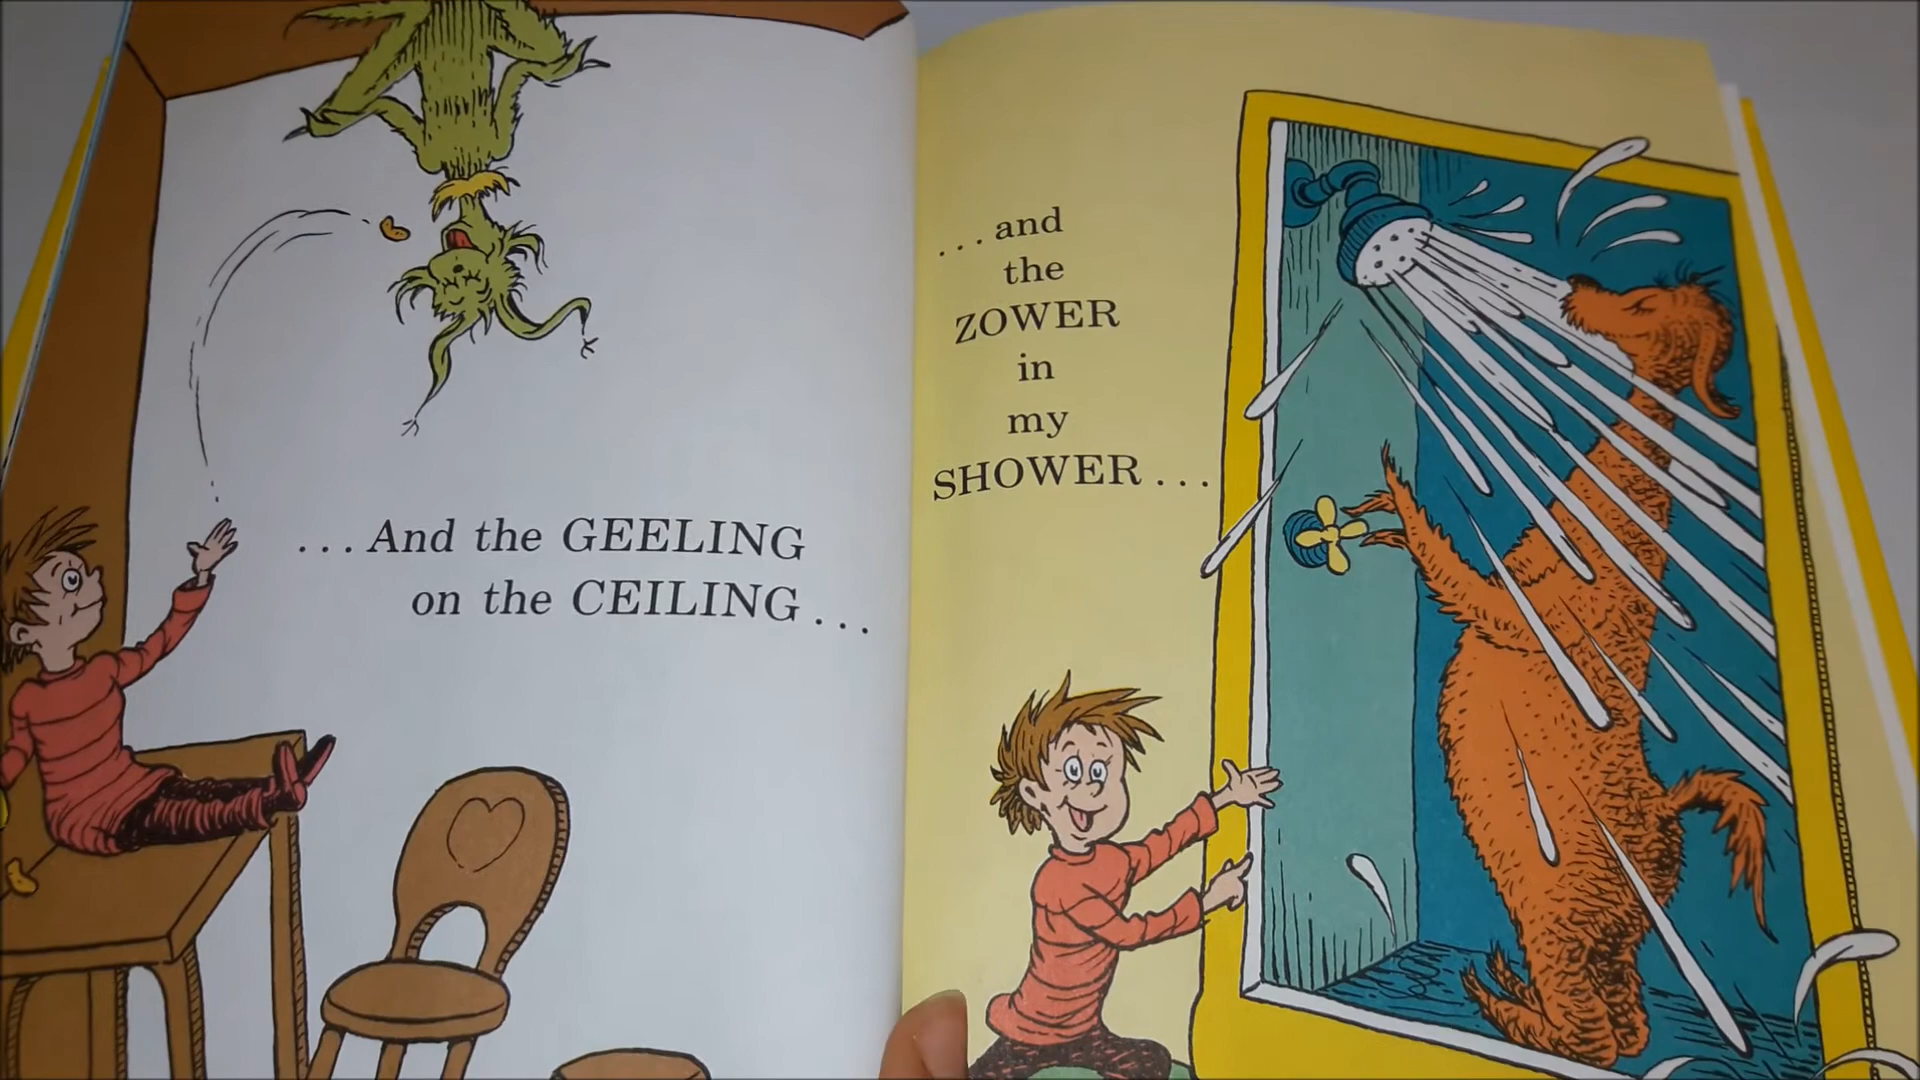 ...And the GEELING
on the CEILING...
...and
the
ZOWER
in
my
SHOWER...